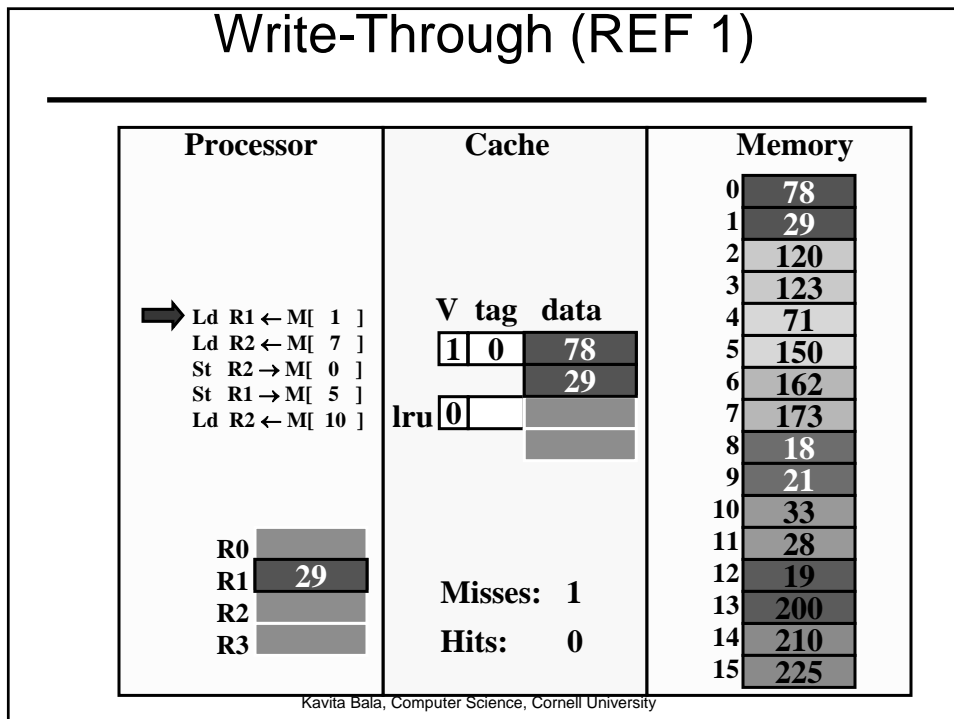 Write-Through (REF 1)
Processor
Ld R1 ← M[ 1 ]
Ld R2 ← M[ 7 ]
St R2 → M[ 0 ]
St R1 → M[ 5 ]
Ld R2 ← M[ 10 ]
R0
R1 29
R2
R3
Cache
V tag data
1 0 78
29
lru 0
Misses: 1
Hits: 0
Memory
0 78
1 29
2 120
3 123
4 71
5 150
6 162
7 173
8 18
9 21
10 33
11 28
12 19
13 200
14 210
15 225
Kavita Bala, Computer Science, Cornell University